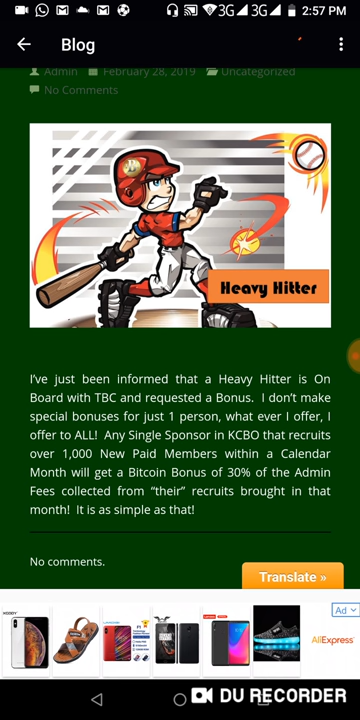 3G 3G 2:57 PM
Blog
Admin February 28, 2019 Uncategorized
No Comments
Heavy Hitter
I've just been informed that a Heavy Hitter is On
Board with TBC and requested a Bonus. I don't make
special bonuses for just 1 person, what ever I offer, I
offer to ALL! Any Single Sponsor in KCBO that recruits
over 1,000 New Paid Members within a Calendar
Month will get a Bitcoin Bonus of 30% of the Admin
Fees collected from "their" recruits brought in that
month! It is as simple as that!
No comments.
Translate »
Ad
AliExpress
DU RECORDER